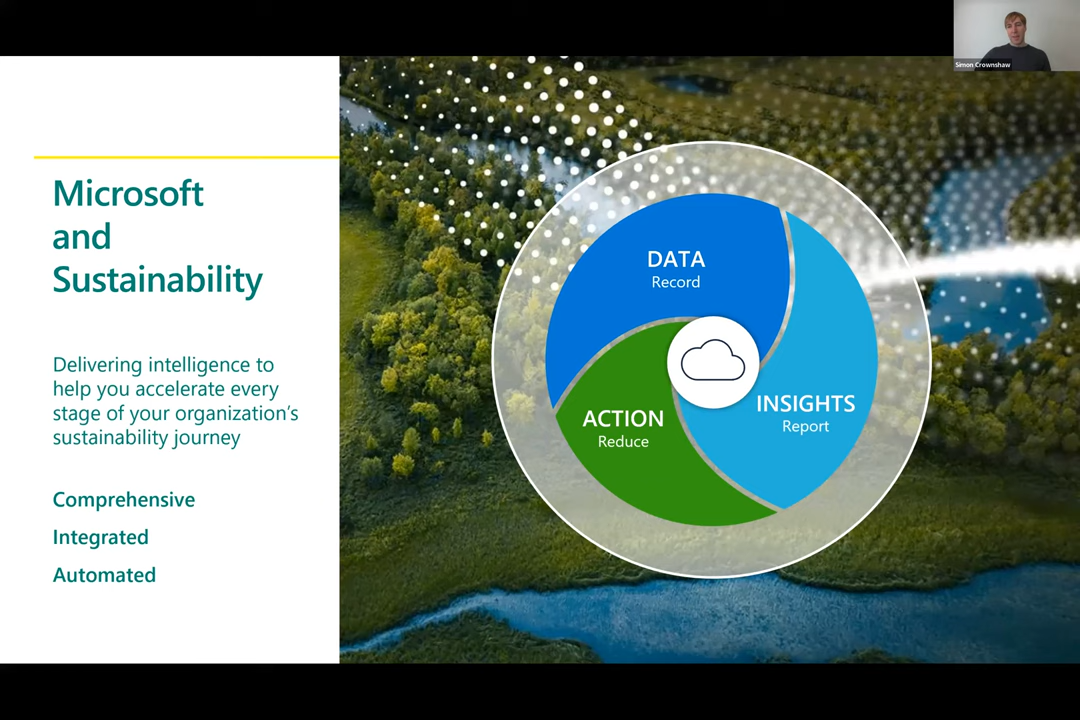 Simon Crownshaw
Microsoft
and
Sustainability
Delivering intelligence to
help you accelerate every
stage of your organization's
sustainability journey
Comprehensive
Integrated
Automated
DATA
Record
INSIGHTS
Report
ACTION
Reduce